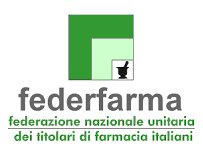 federfarma
federazione nazionale unitaria
dei titolari di farmacia italiani